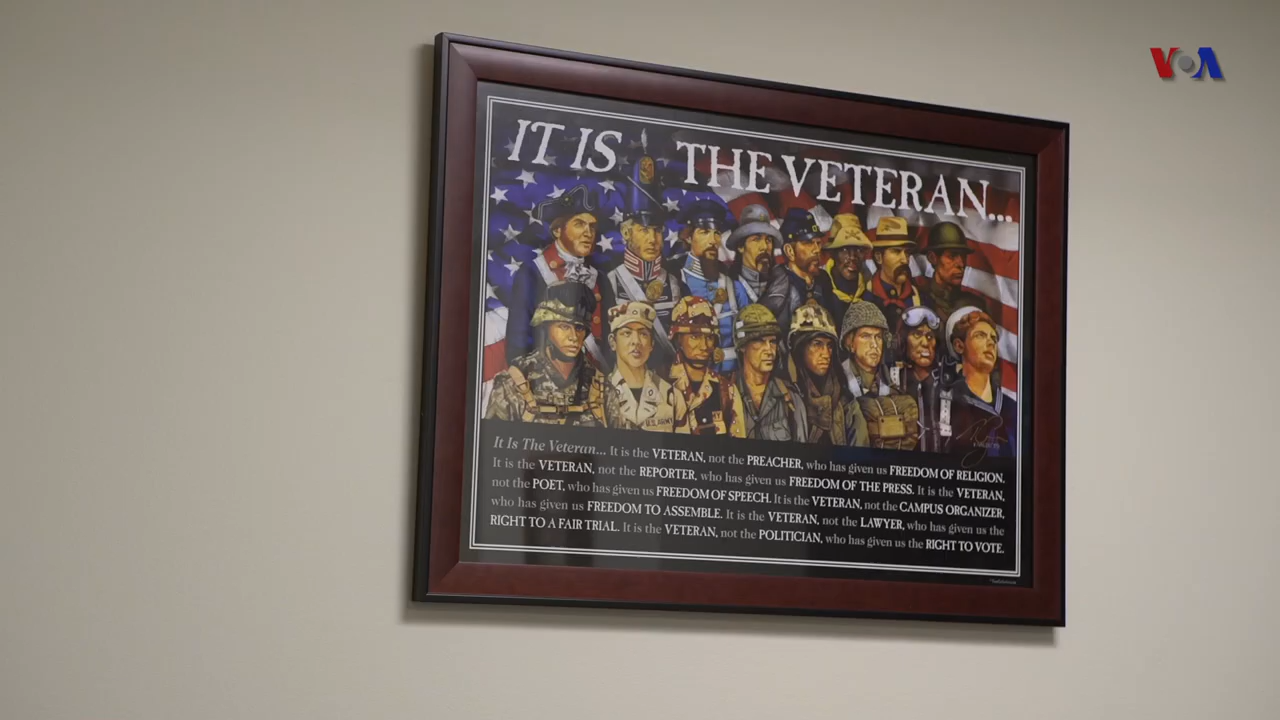 VOA
IT IS THE VETERAN...
U.S. ARMY
It Is The Veteran... It is the VETERAN, not the PREACHER, who has given us FREEDOM OF RELIGION.
It is the VETERAN, not the REPORTER, who has given us FREEDOM OF THE PRESS. It is the VETERAN,
not the POET, who has given us FREEDOM OF SPEECH. It is the VETERAN, not the CAMPUS ORGANIZER,
who has given us FREEDOM TO ASSEMBLE. It is the VETERAN, not the LAWYER, who has given us the
RIGHT TO A FAIR TRIAL. It is the VETERAN, not the POLITICIAN, who has given us the RIGHT TO VOTE.